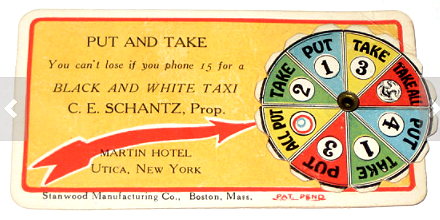 PUT AND TAKE
You can't lose if you phone 15 for a
BLACK AND WHITE TAXI
C. E. SCHANTZ, Prop.
MARTIN HOTEL
UTICA, NEW YORK
Stanwood Manufacturing Co., Boston, Mass.
PAT. PEND
PUT
1
TAKE
3
TAKE ALL
PUT
4
TAKE
1
PUT
3
ALL PUT
TAKE
2